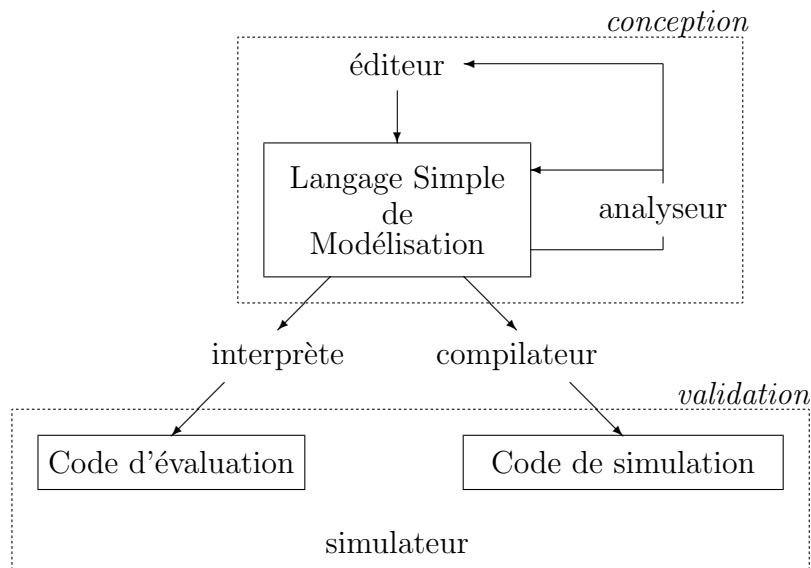 conception
éditeur
Langage Simple
de
Modélisation
analyseur
interprète
compilateur
validation
Code d'évaluation
Code de simulation
simulateur